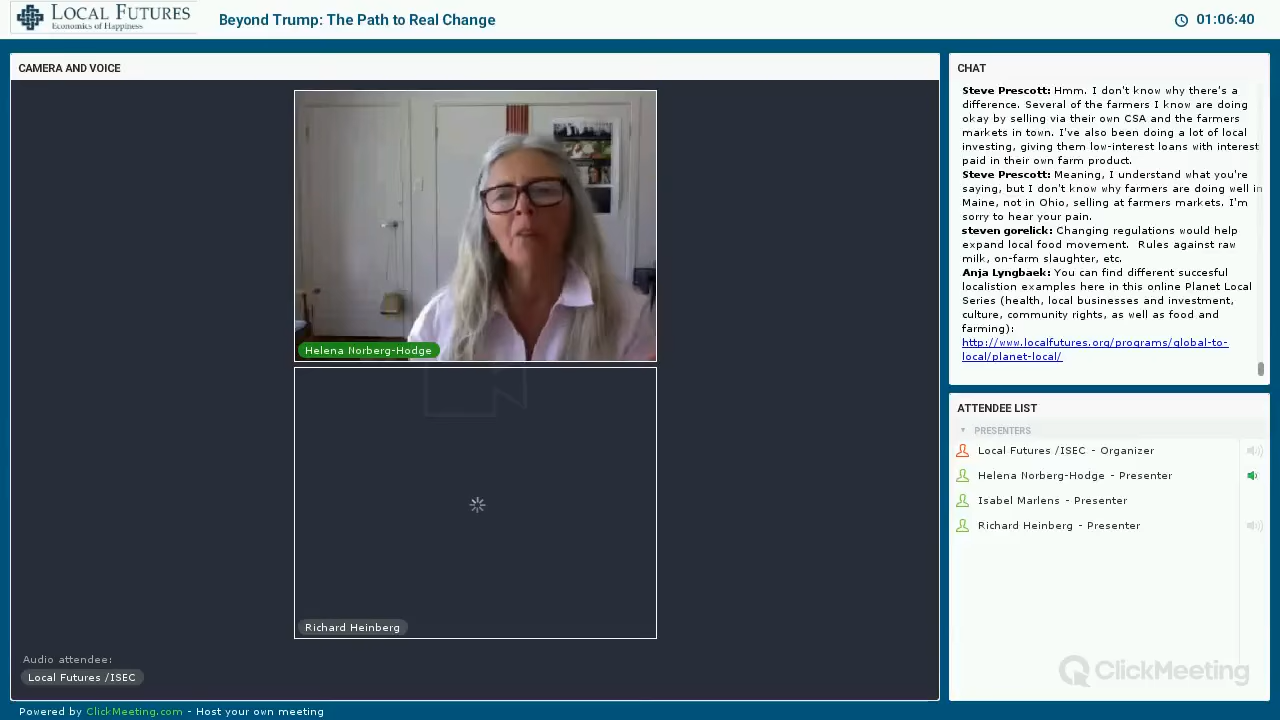 LOCAL FUTURES
Economics of Happiness
Beyond Trump: The Path to Real Change
01:06:40
CAMERA AND VOICE
Helena Norberg-Hodge
Richard Heinberg
Audio attendee:
Local Futures /ISEC
CHAT
Steve Prescott: Hmm. I don't know why there's a
difference. Several of the farmers I know are doing
okay by selling via their own CSA and the farmers
markets in town. I've also been doing a lot of local
investing, giving them low-interest loans with interest
paid in their own farm product.
Steve Prescott: Meaning, I understand what you're
saying, but I don't know why farmers are doing well in
Maine, not in Ohio, selling at farmers markets. I'm
sorry to hear your pain.
steven gorelick: Changing regulations would help
expand local food movement.  Rules against raw
milk, on-farm slaughter, etc.
Anja Lyngbaek: You can find different succesful
localistion examples here in this online Planet Local
Series (health, local businesses and investment,
culture, community rights, as well as food and
farming):
http://www.localfutures.org/programs/global-to-
local/planet-local/
ATTENDEE LIST
PRESENTERS
Local Futures /ISEC - Organizer
Helena Norberg-Hodge - Presenter
Isabel Marlens - Presenter
Richard Heinberg - Presenter
ClickMeeting
Powered by ClickMeeting.com - Host your own meeting